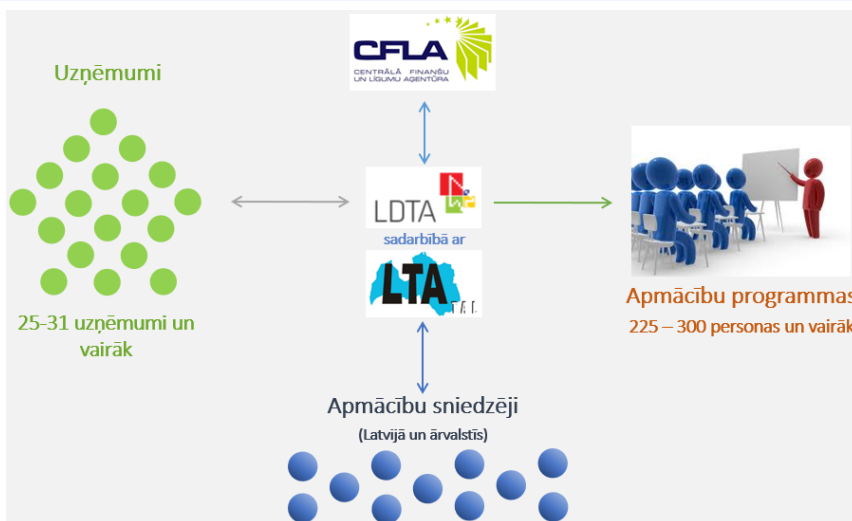 Uzņēmumi
CFLA
CENTRĀLĀ FINANŠU
UN LĪGUMU AĢENTŪRA
LDTA
sadarbībā ar
LTA
25-31 uzņēmumi un
vairāk
Apmācību programmas
225 – 300 personas un vairāk
Apmācību sniedzēji
(Latvijā un ārvalstīs)